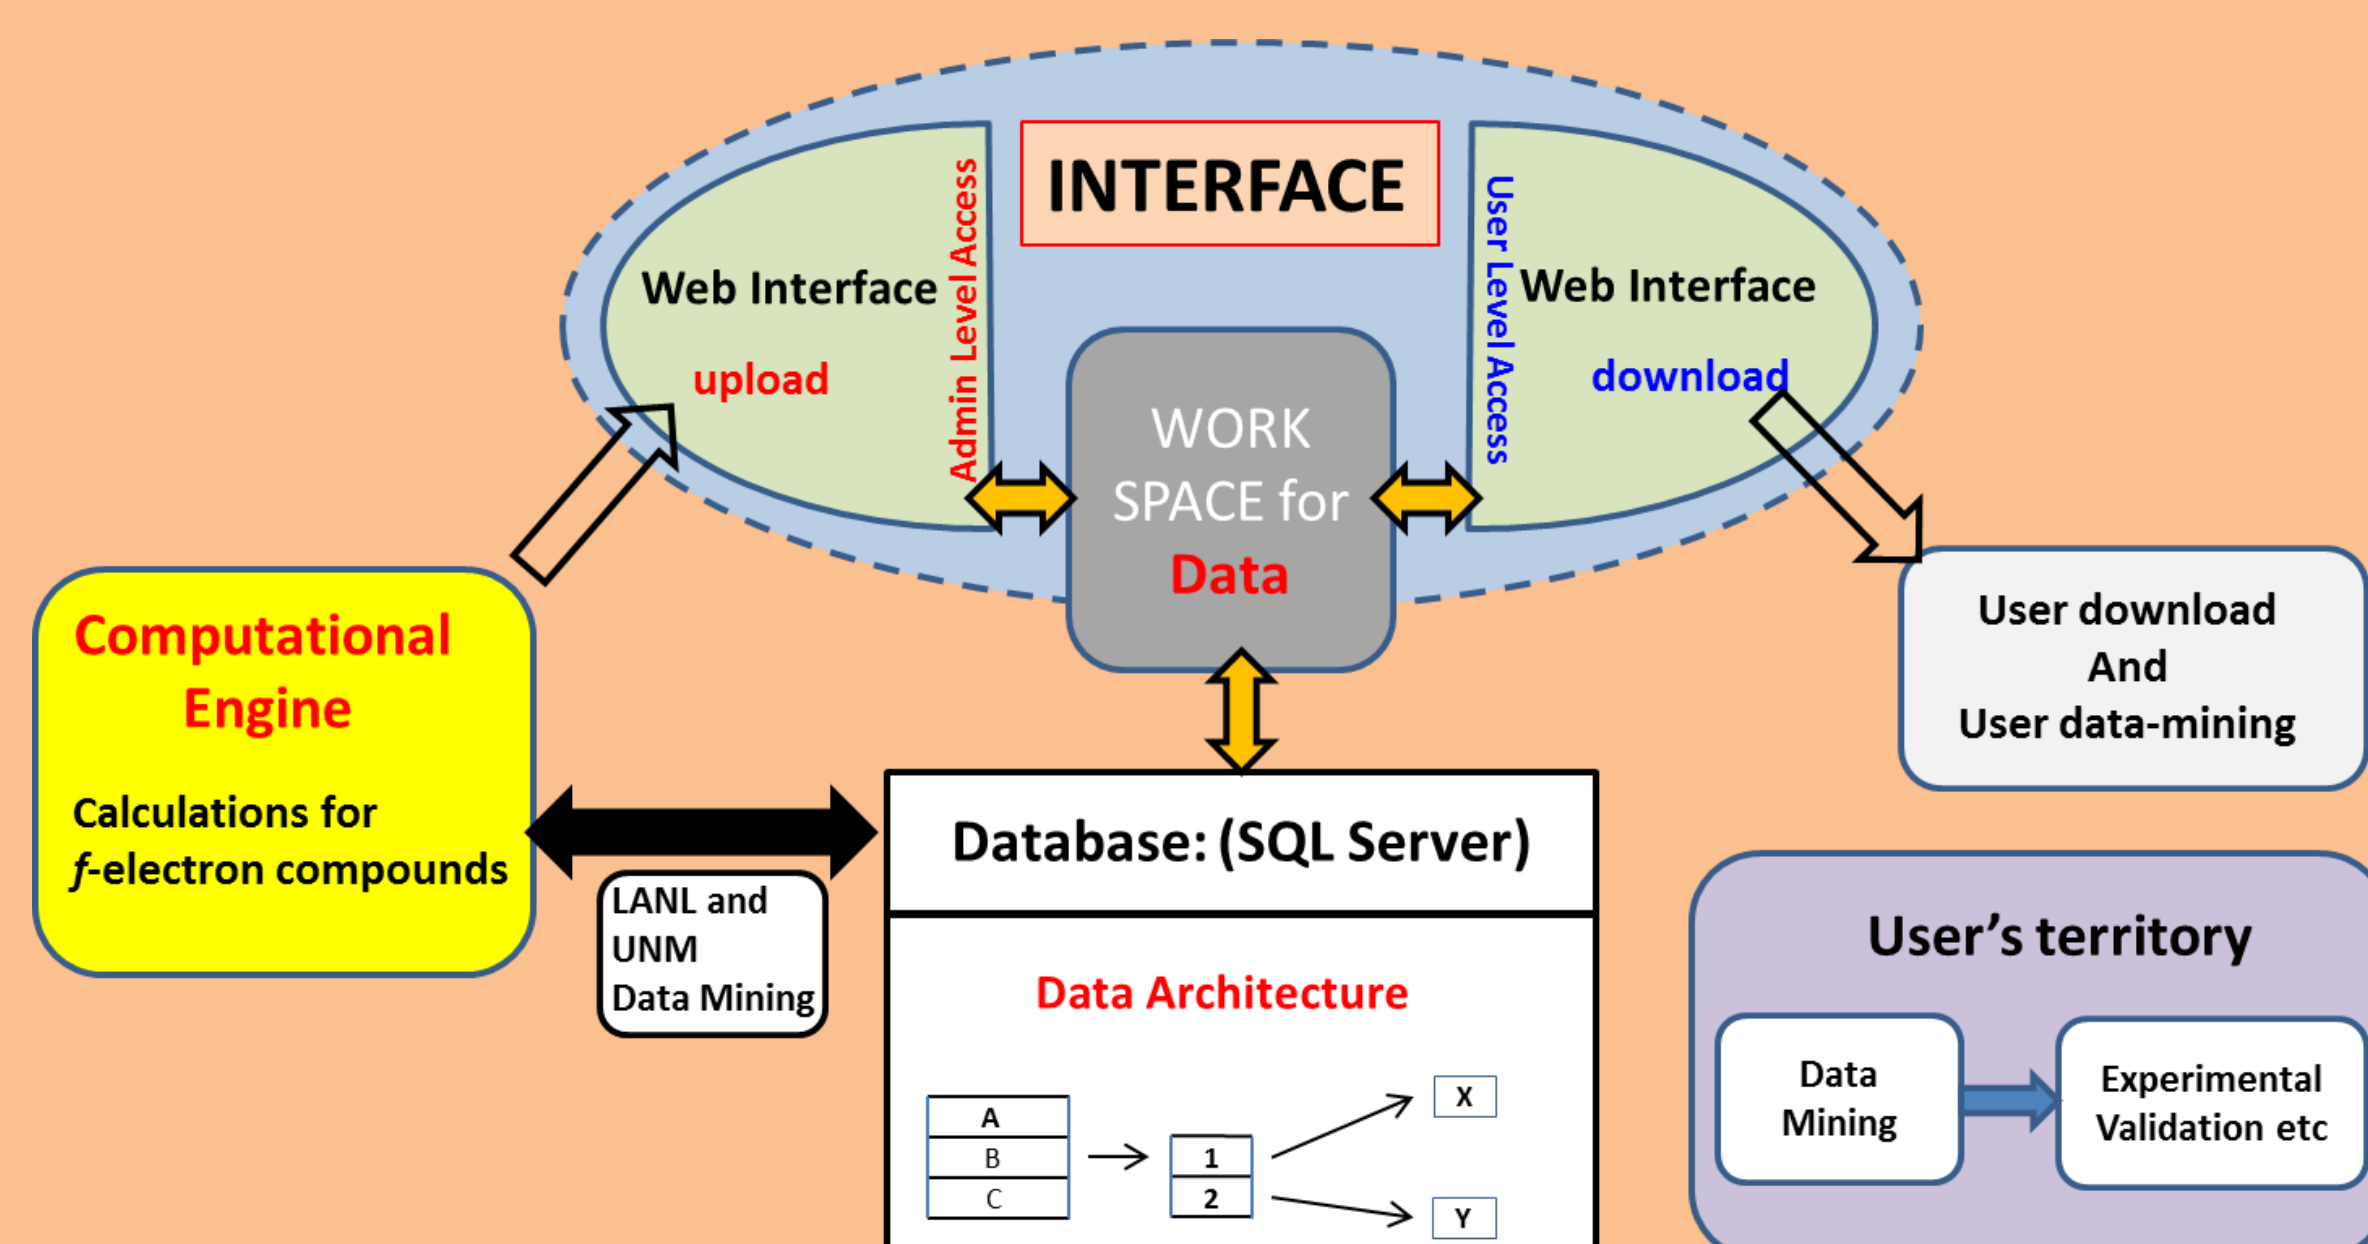 INTERFACE
Web Interface
upload
Admin Level Access
User Level Access
Web Interface
download
WORK
SPACE for
Data
Computational
Engine
Calculations for
f-electron compounds
LANL and
UNM
Data Mining
Database: (SQL Server)
Data Architecture
A
B
C
1
2
X
Y
User download
And
User data-mining
User’s territory
Data
Mining
Experimental
Validation etc